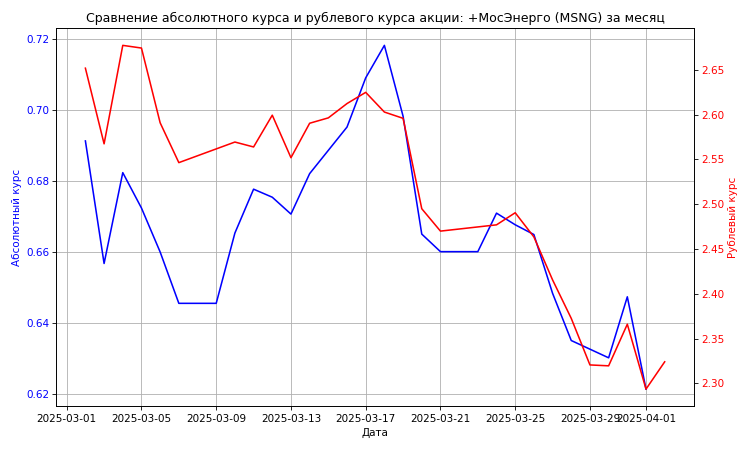 Сравнение абсолютного курса и рублевого курса акции: +МосЭнерго (MSNG) за месяц
0.72
0.70
0.68
0.66
0.64
0.62
Абсолютный курс
2.65
2.60
2.55
2.50
2.45
2.40
2.35
2.30
Рублевый курс
2025-03-01 2025-03-05 2025-03-09 2025-03-13 2025-03-17 2025-03-21 2025-03-25 2025-03-29 2025-04-01
Дата